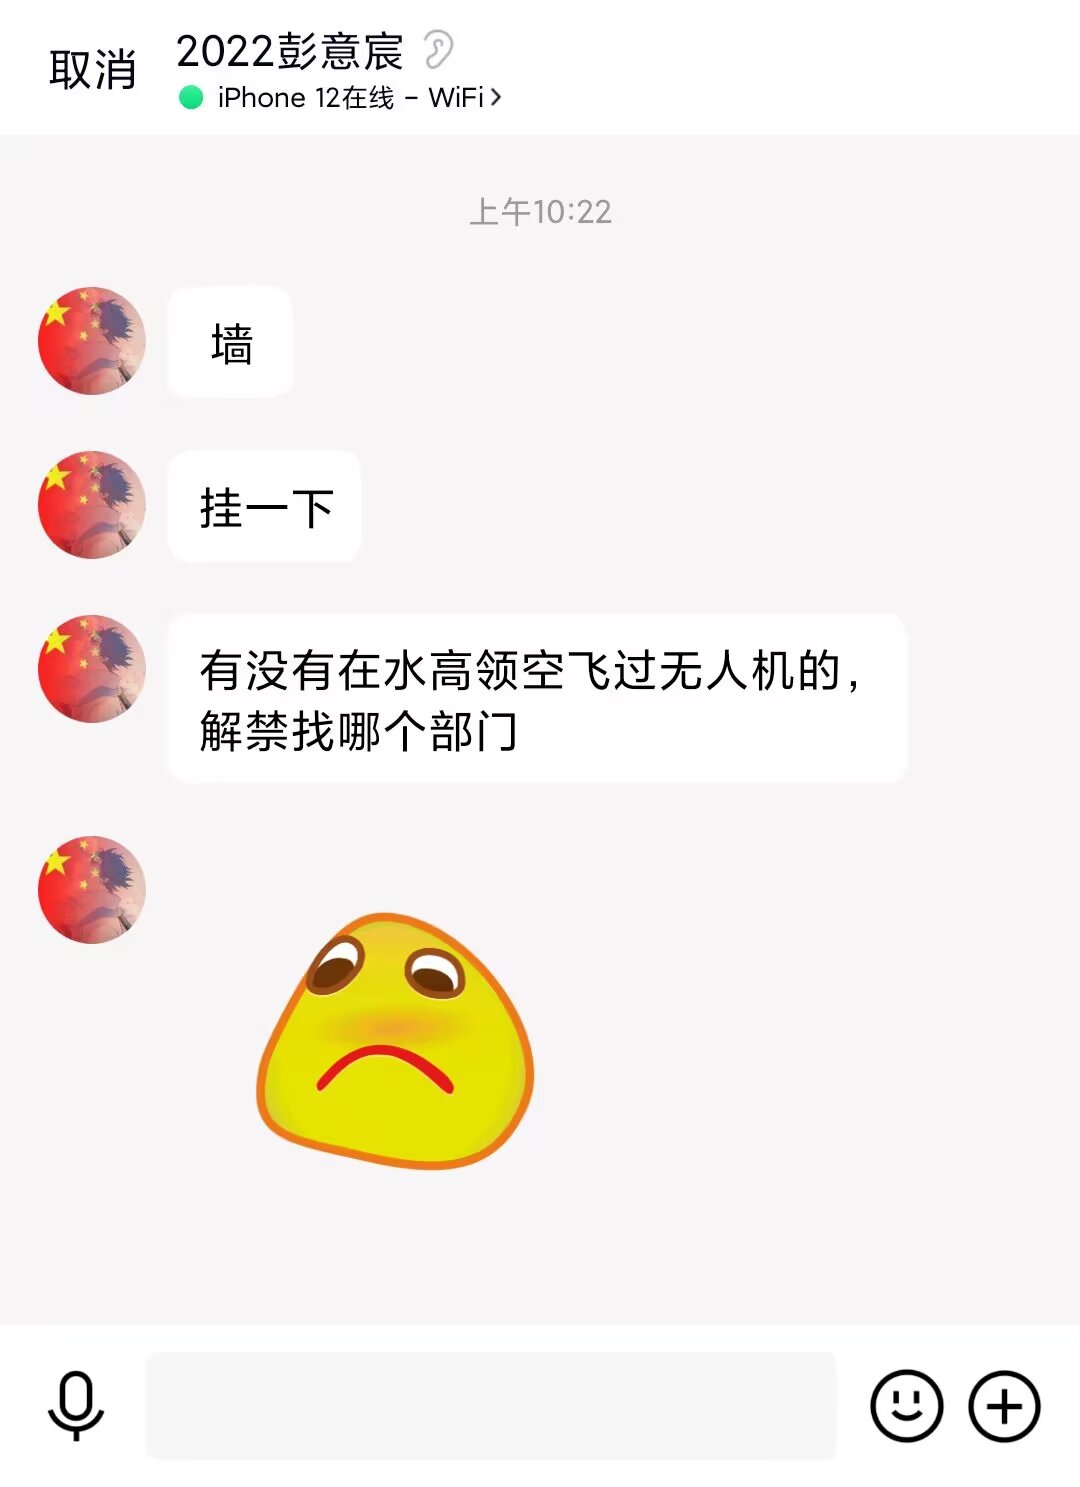 取消
2022彭意宸
iPhone 12在线 - WiFi
上午10:22
墙
挂一下
有没有在水高领空飞过无人机的，
解禁找哪个部门